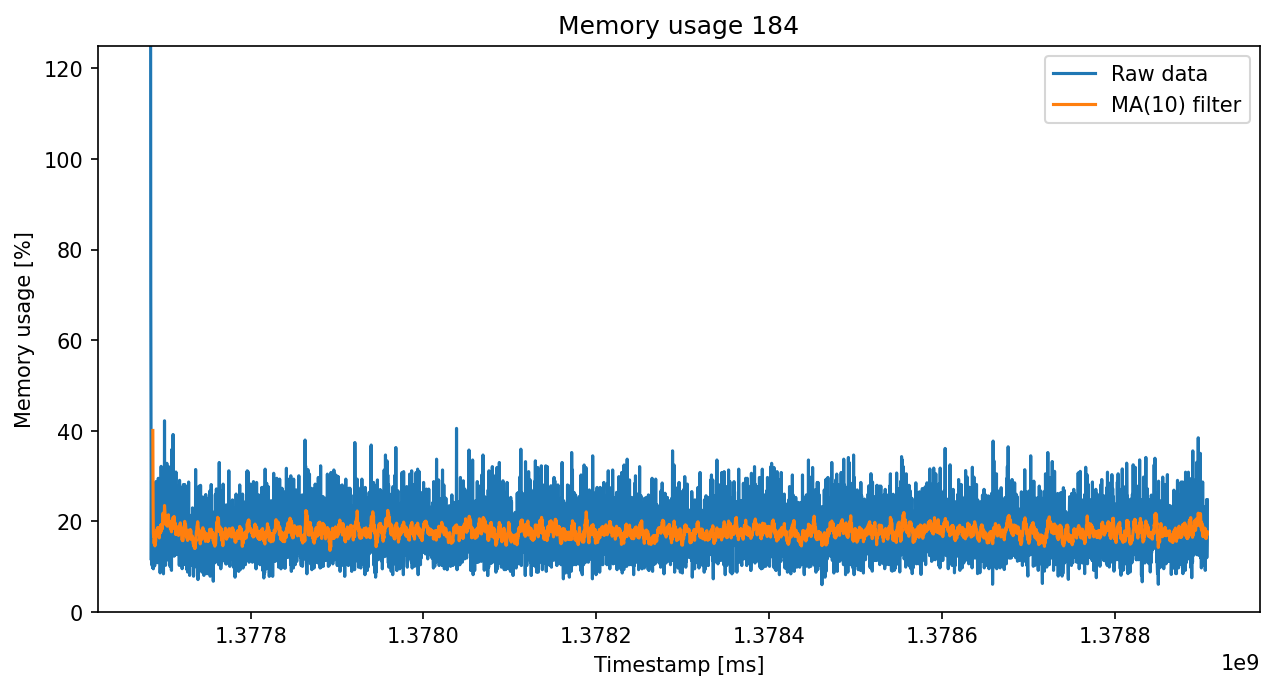 Memory usage 184
Raw data
MA(10) filter
Memory usage [%]
120
100
80
60
40
20
0
1.3778
1.3780
1.3782
1.3784
1.3786
1.3788
1e9
Timestamp [ms]